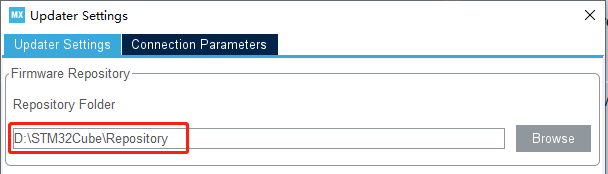 MX Updater Settings
Updater Settings Connection Parameters
Firmware Repository
Repository Folder
D:\STM32Cube\Repository Browse